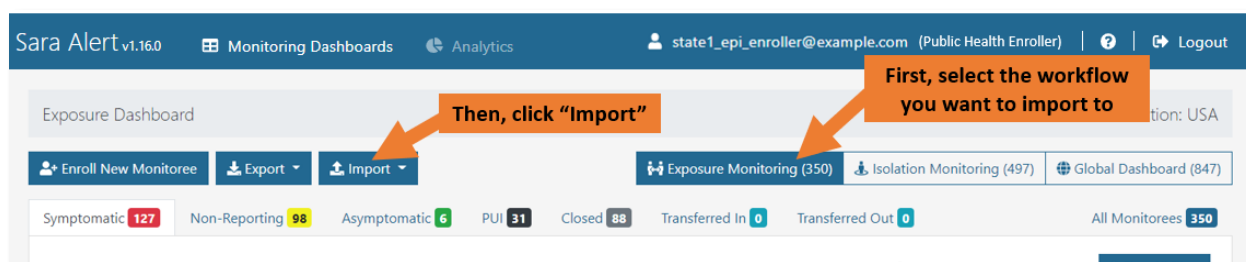 Sara Alert v1.16.0 Monitoring Dashboards Analytics state1_epi_enroller@example.com (Public Health Enroller) ? Logout
First, select the workflow
you want to import to
Then, click “Import”
Exposure Dashboard tion: USA
Enroll New Monitoree Export Import Exposure Monitoring (350) Isolation Monitoring (497) Global Dashboard (847)
Symptomatic 127 Non-Reporting 98 Asymptomatic 6 PUI 31 Closed 88 Transferred In 0 Transferred Out 0 All Monitorees 350